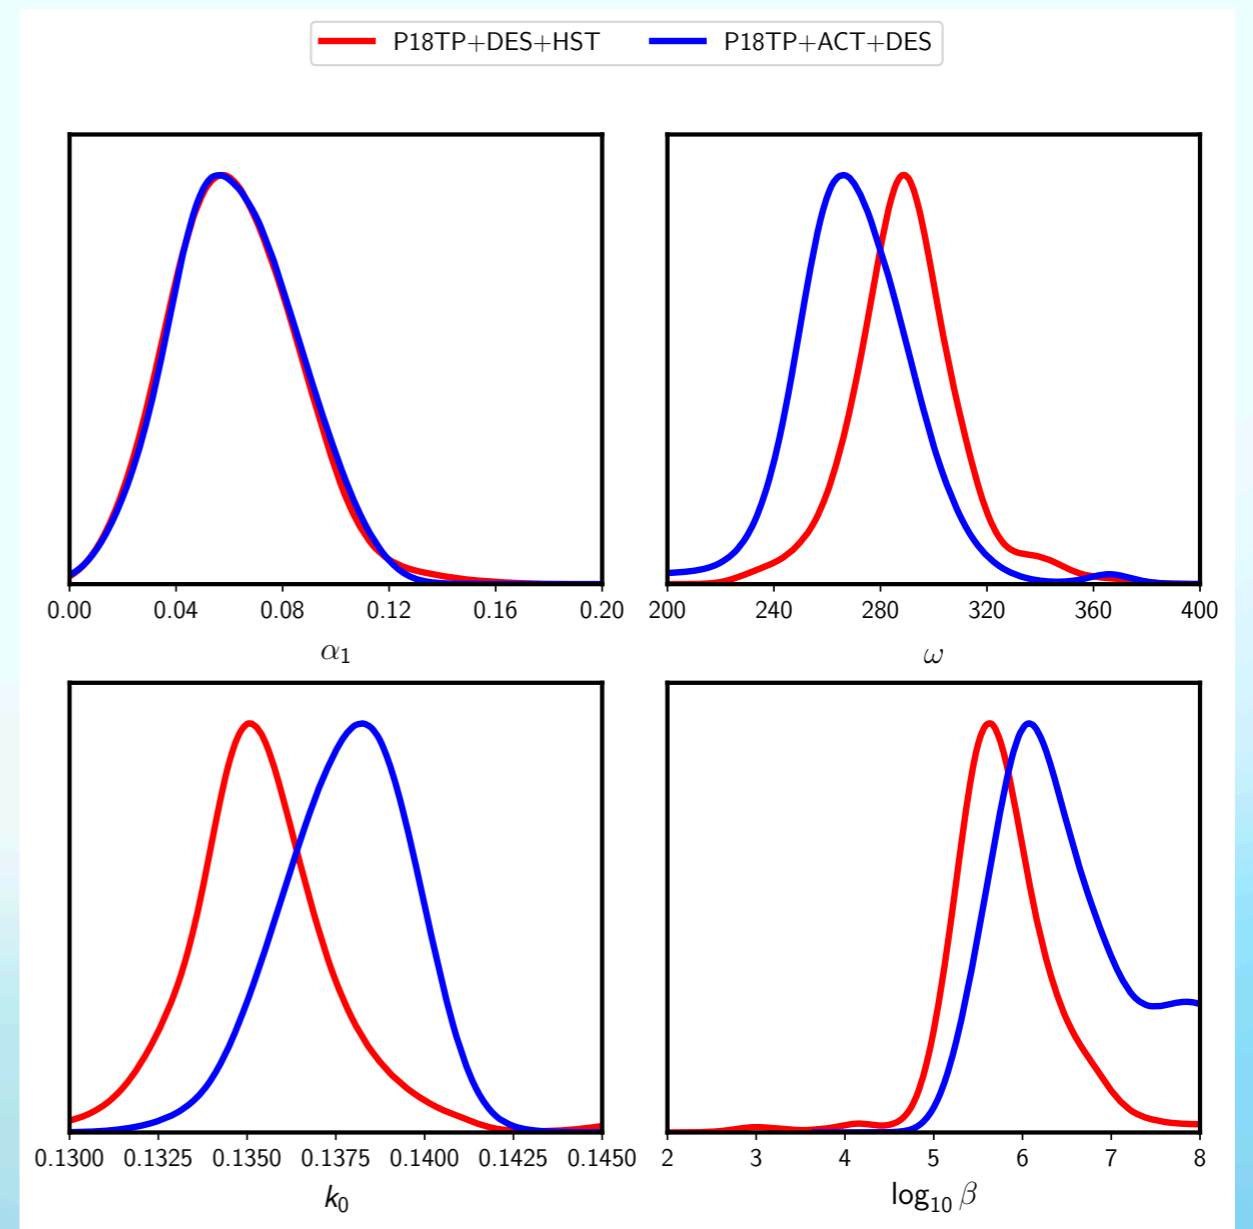 P18TP+DES+HST P18TP+ACT+DES
0.00 0.04 0.08 0.12 0.16 0.20
α₁
200 240 280 320 360 400
ω
0.1300 0.1325 0.1350 0.1375 0.1400 0.1425 0.1450
k₀
2 3 4 5 6 7 8
log₁₀ β